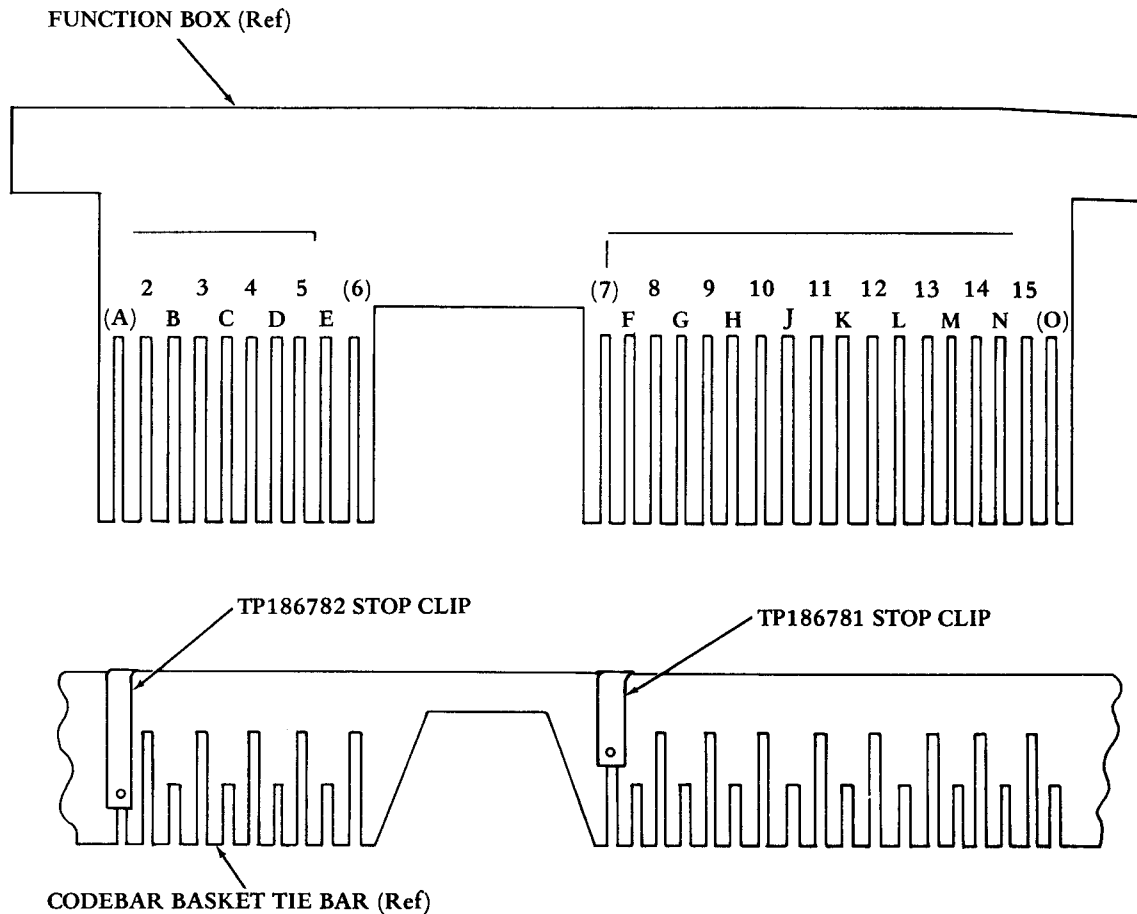 FUNCTION BOX (Ref)
2 3 4 5 (6) (7) 8 9 10 11 12 13 14 15
(A) B C D E F G H J K L M N (O)
TP186782 STOP CLIP
TP186781 STOP CLIP
CODEBAR BASKET TIE BAR (Ref)